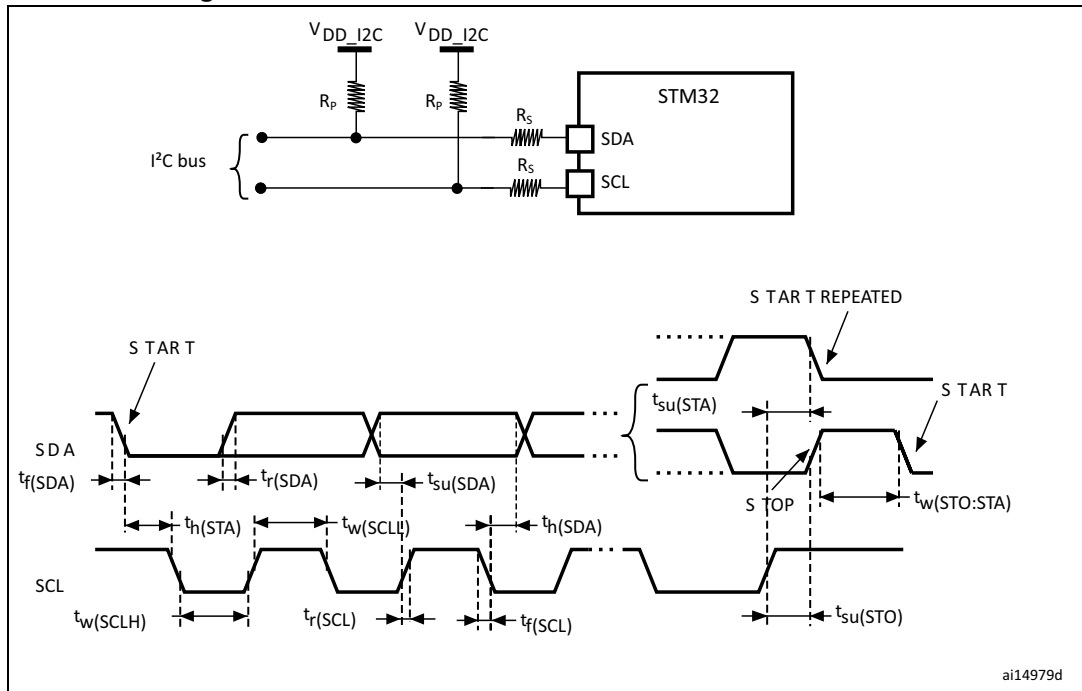 VDD_I2C VDD_I2C
RP RP
STM32
RS
SDA
I²C bus
RS
SCL
S TAR T REPEATED
S TAR T
tsu(STA)
S TAR T
SDA
tf(SDA) tr(SDA) tsu(SDA)
S TOP
tw(STO:STA)
th(STA) tw(SCLL) th(SDA)
SCL
tw(SCLH) tr(SCL) tf(SCL) tsu(STO)
ai14979d